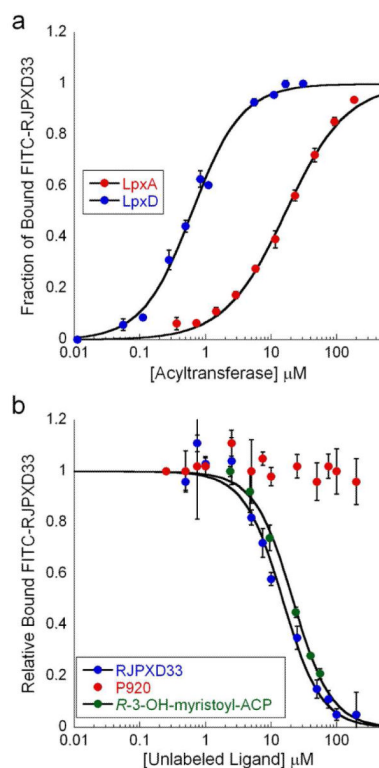 a
1.2
1
0.8
0.6
0.4
0.2
0
Fraction of Bound FITC-RJPXD33
LpxA
LpxD
0.01 0.1 1 10 100
[Acyltransferase] μM
b
1.2
1
0.8
0.6
0.4
0.2
0
Relative Bound FITC-RJPXD33
RJPXD33
P920
R-3-OH-myristoyl-ACP
0.01 0.1 1 10 100
[Unlabeled Ligand] μM